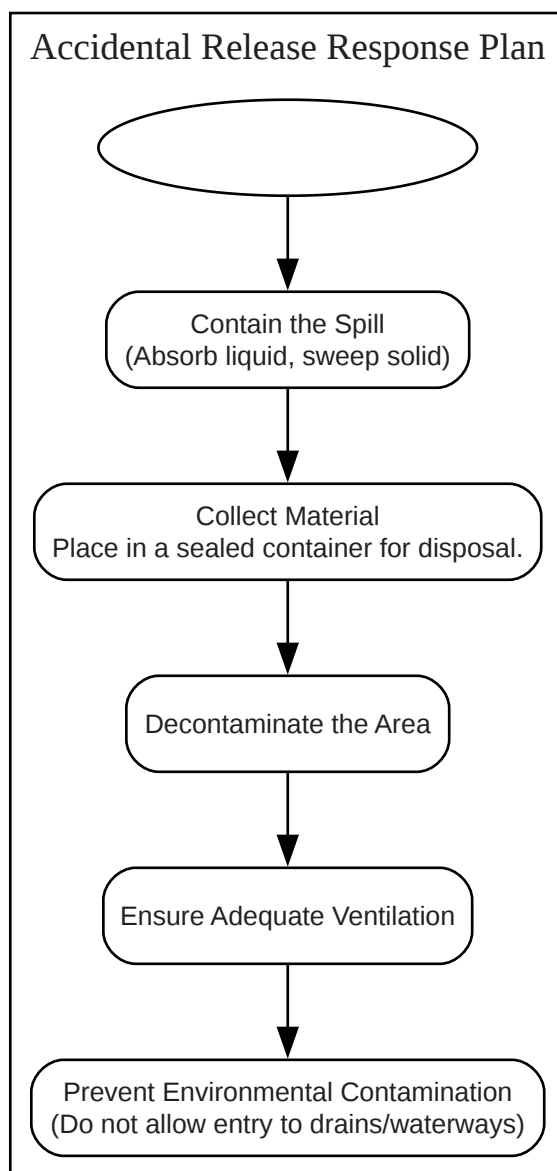 Accidental Release Response Plan
Contain the Spill
(Absorb liquid, sweep solid)
Collect Material
Place in a sealed container for disposal.
Decontaminate the Area
Ensure Adequate Ventilation
Prevent Environmental Contamination
(Do not allow entry to drains/waterways)